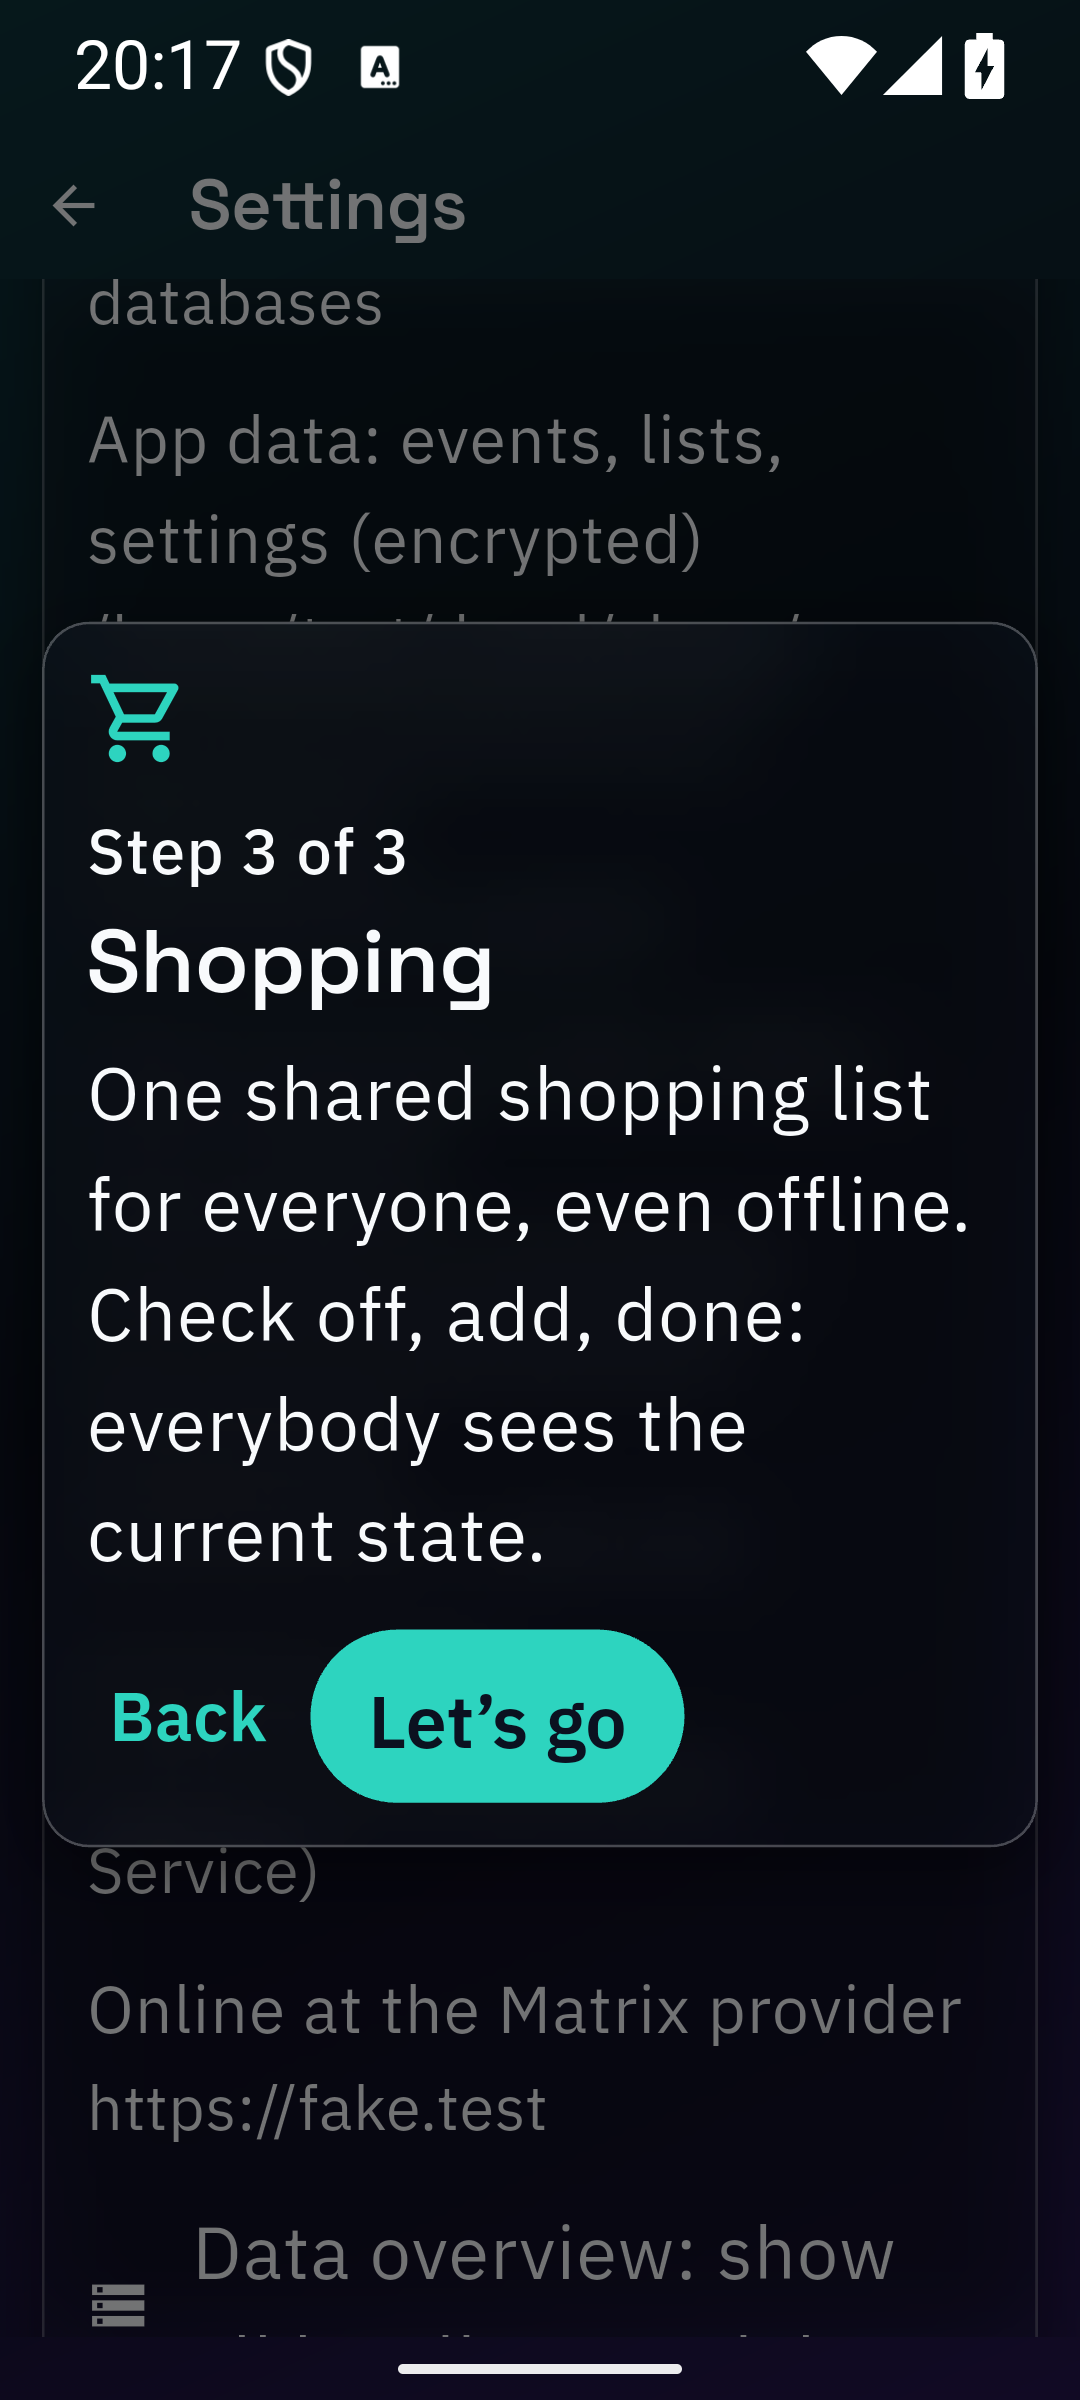 20:17
A
Settings
databases
App data: events, lists,
settings (encrypted)
Step 3 of 3
Shopping
One shared shopping list
for everyone, even offline.
Check off, add, done:
everybody sees the
current state.
Back
Let’s go
Service)
Online at the Matrix provider
https://fake.test
Data overview: show